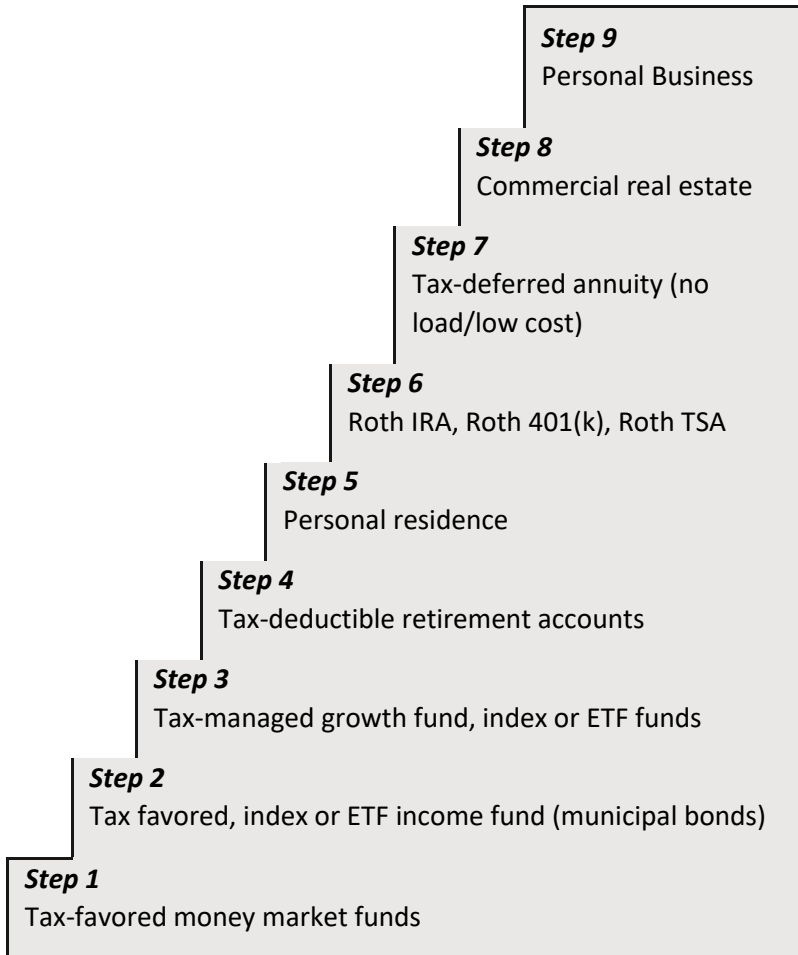 Step 9
Personal Business
Step 8
Commercial real estate
Step 7
Tax-deferred annuity (no
load/low cost)
Step 6
Roth IRA, Roth 401(k), Roth TSA
Step 5
Personal residence
Step 4
Tax-deductible retirement accounts
Step 3
Tax-managed growth fund, index or ETF funds
Step 2
Tax favored, index or ETF income fund (municipal bonds)
Step 1
Tax-favored money market funds